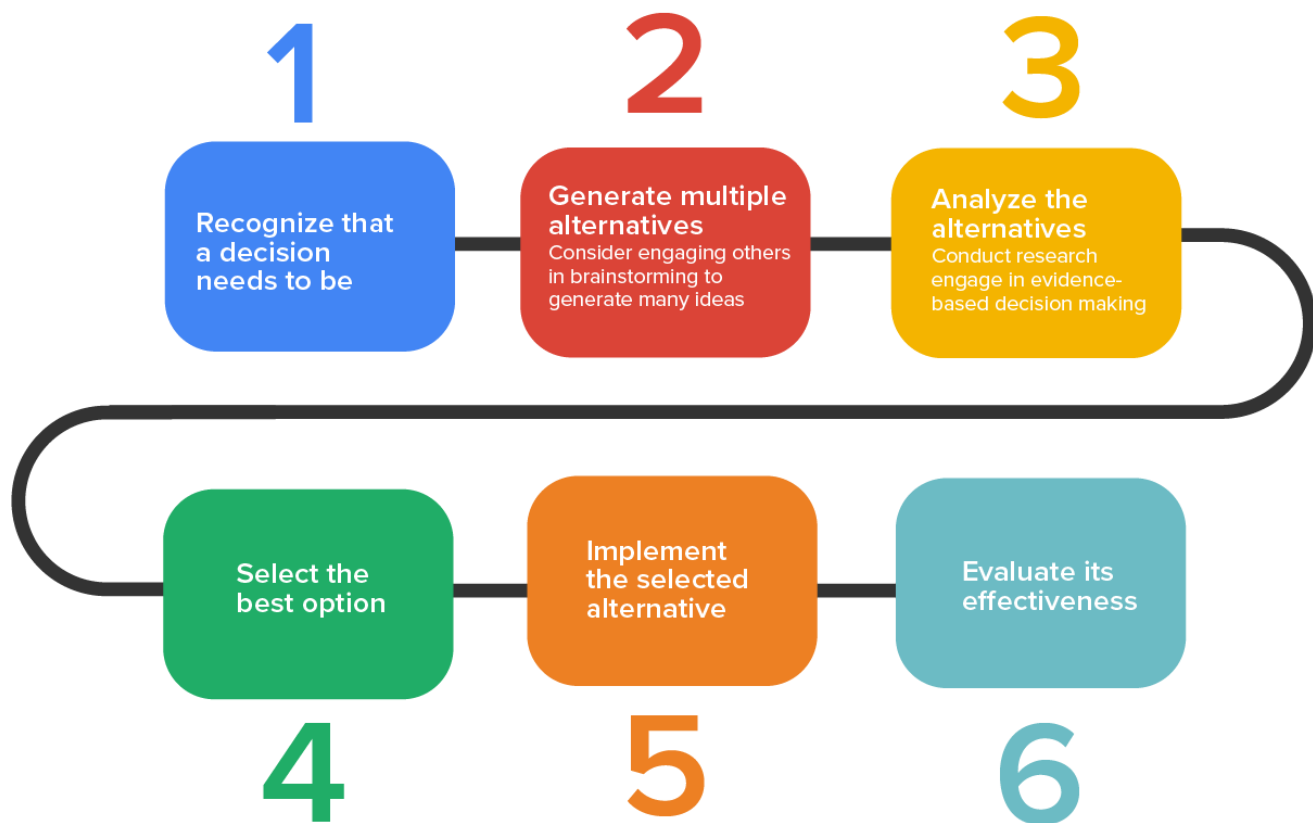 1
Recognize that
a decision
needs to be
2
Generate multiple
alternatives
Consider engaging others
in brainstorming to
generate many ideas
3
Analyze the
alternatives
Conduct research
engage in evidence-
based decision making
Select the
best option
4
Implement
the selected
alternative
5
Evaluate its
effectiveness
6